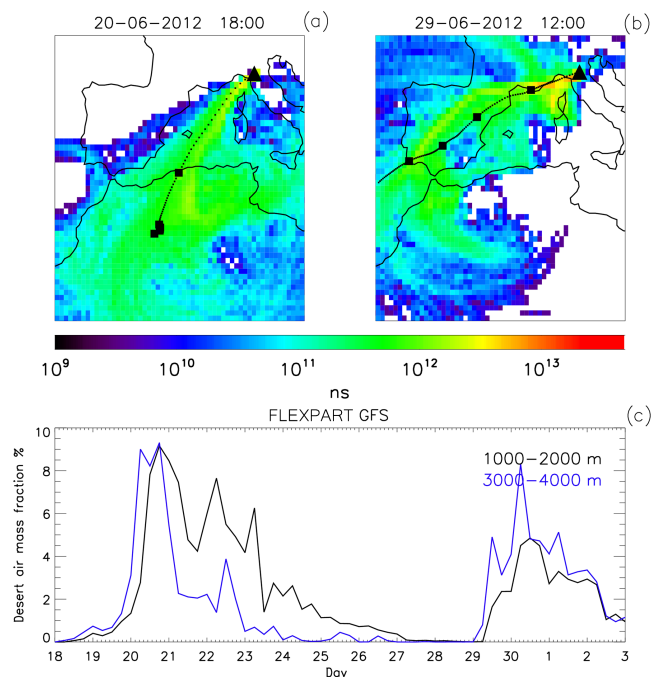 20-06-2012 18:00 (a)
29-06-2012 12:00 (b)
10⁹ 10¹⁰ 10¹¹ 10¹² 10¹³
ns
FLEXPART GFS (c)
Desert air mass fraction %
10
8
6
4
2
0
1000-2000 m
3000-4000 m
18 19 20 21 22 23 24 25 26 27 28 29 30 1 2 3
Day